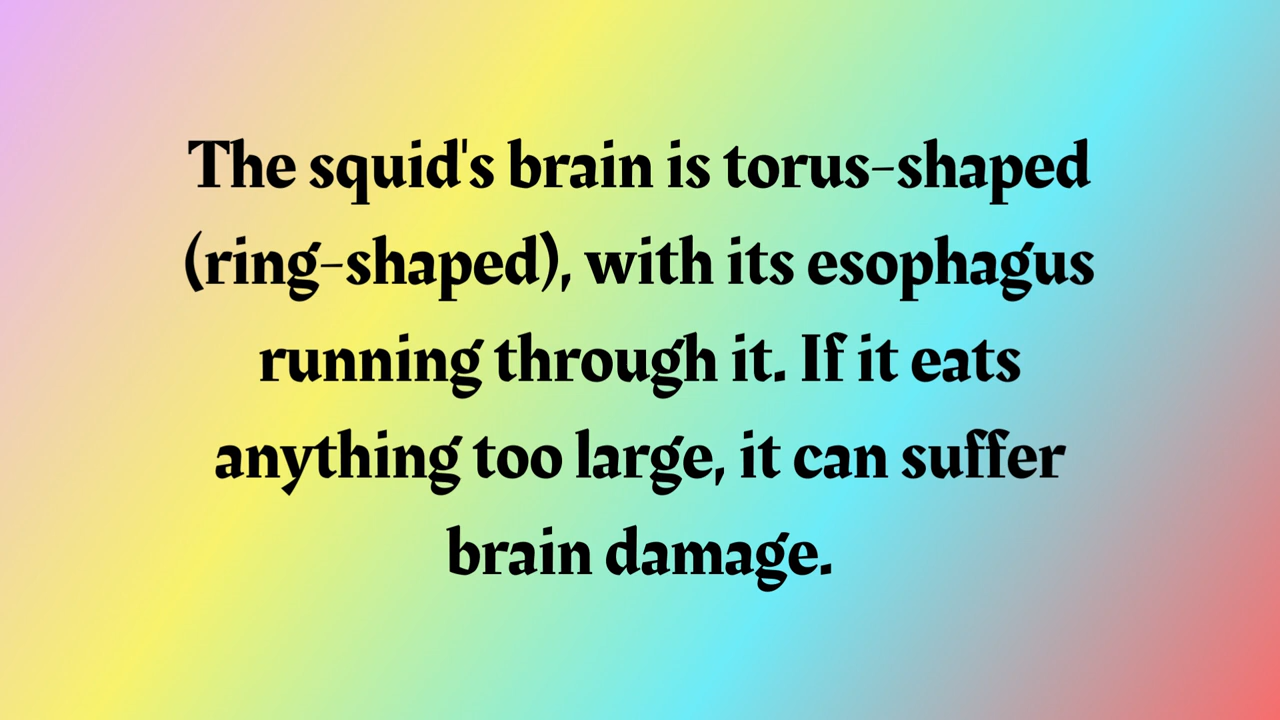 The squid's brain is torus-shaped
(ring-shaped), with its esophagus
running through it. If it eats
anything too large, it can suffer
brain damage.